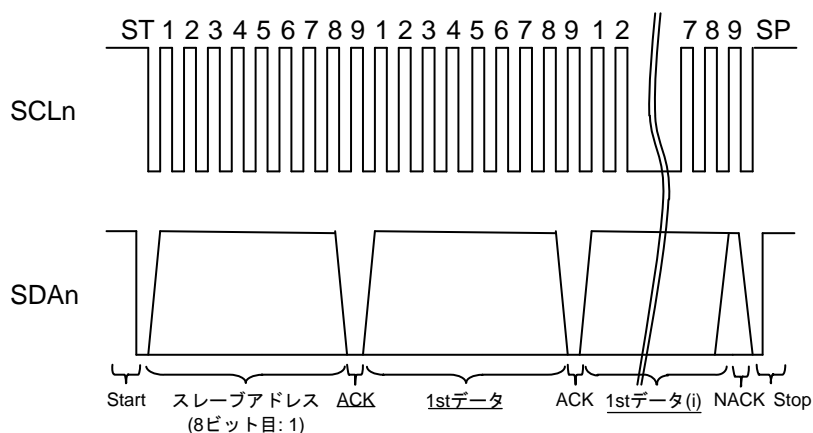 ST 1 2 3 4 5 6 7 8 9 1 2 3 4 5 6 7 8 9 1 2 7 8 9 SP
SCLn
SDAn
Start スレーブアドレス ACK 1stデータ ACK 1stデータ(i) NACK Stop
(8ビット目: 1)